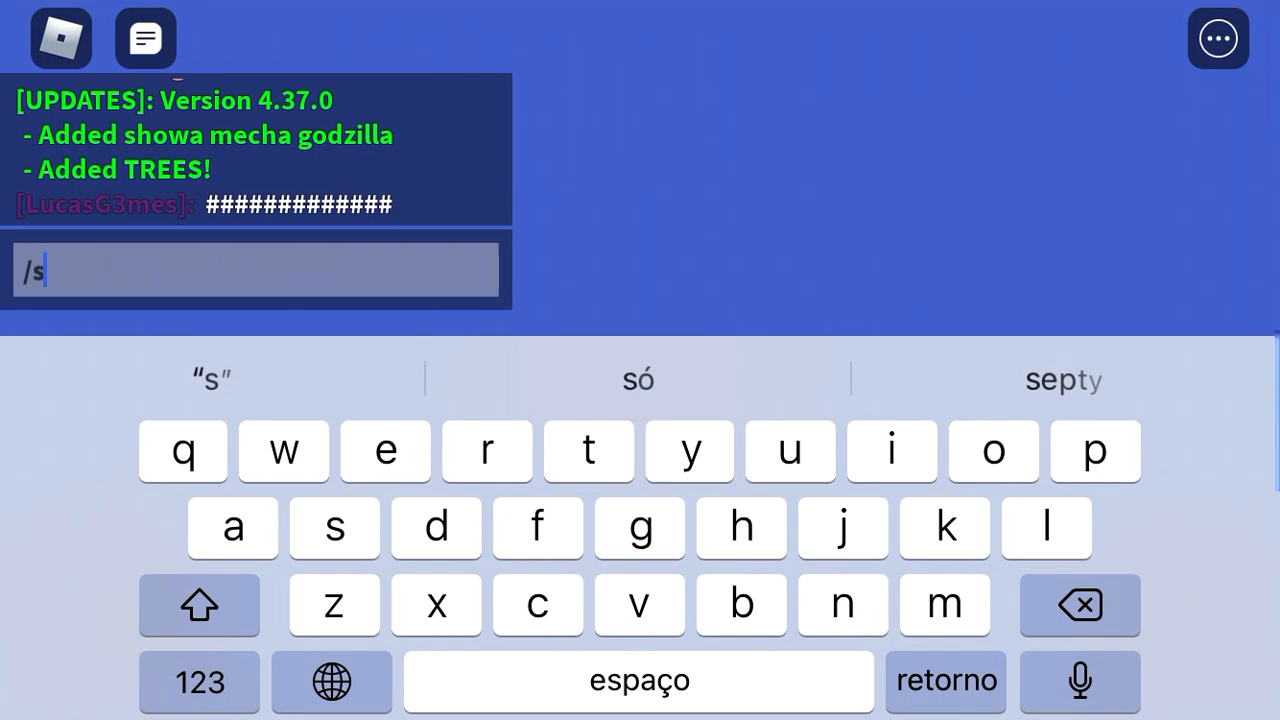 [UPDATES]: Version 4.37.0
- Added showa mecha godzilla
- Added TREES!
[LucasG3mes]: #############
/s
“s” só septy
q w e r t y u i o p
a s d f g h j k l
z x c v b n m
123 espaço retorno